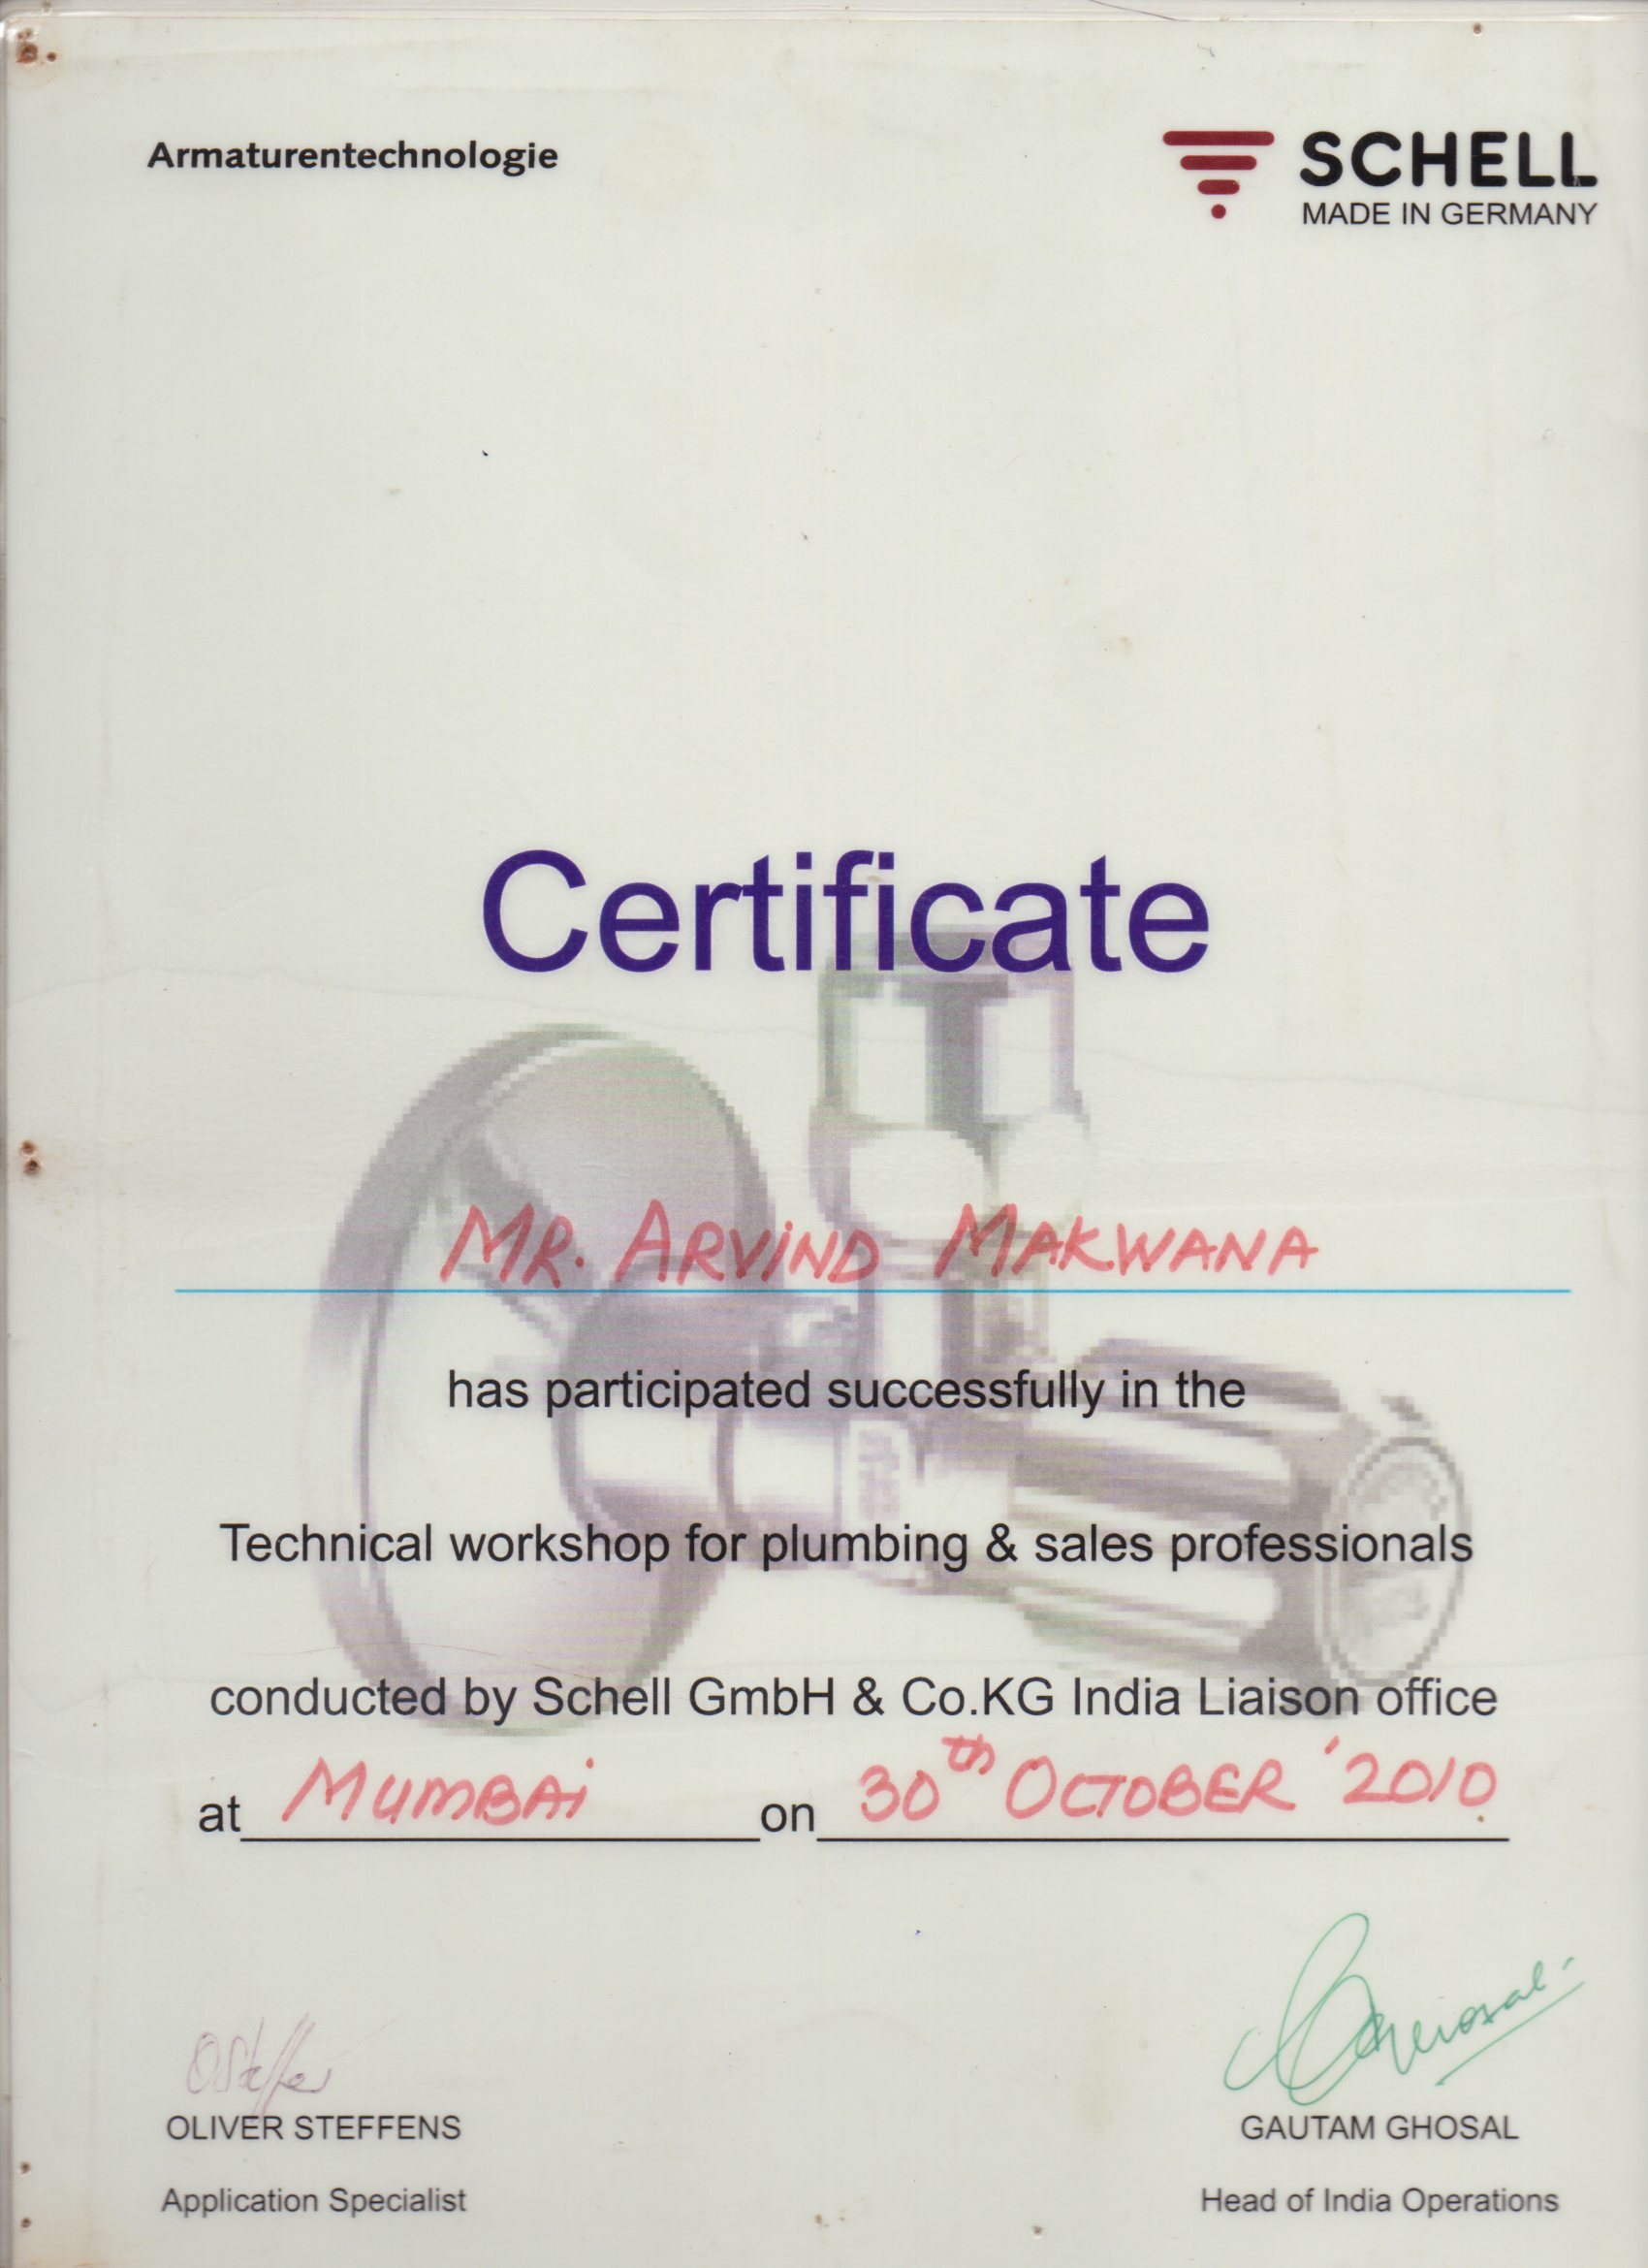 Armaturentechnologie
SCHELL
MADE IN GERMANY
Certificate
MR. ARVIND MAKWANA
has participated successfully in the
Technical workshop for plumbing & sales professionals
conducted by Schell GmbH & Co.KG India Liaison office
at MUMBAI on 30th OCTOBER '2010
OSteffens
Ghosal
OLIVER STEFFENS
GAUTAM GHOSAL
Application Specialist
Head of India Operations